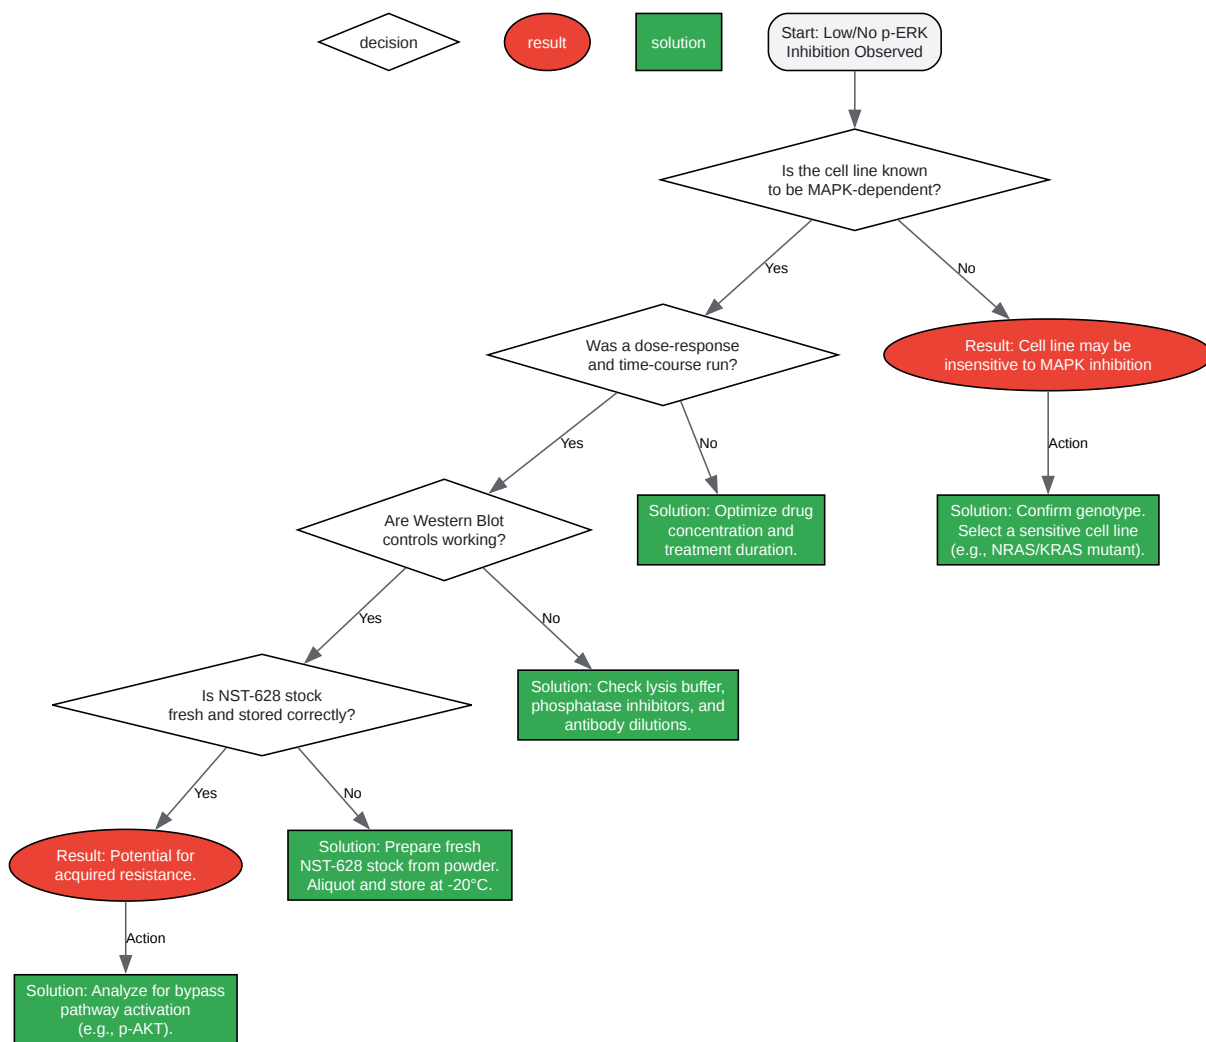 decision
result
solution
Start: Low/No p-ERK
Inhibition Observed
Is the cell line known
to be MAPK-dependent?
Yes
No
Was a dose-response
and time-course run?
Result: Cell line may be
insensitive to MAPK inhibition
Yes
No
Action
Are Western Blot
controls working?
Solution: Optimize drug
concentration and
treatment duration.
Solution: Confirm genotype.
Select a sensitive cell line
(e.g., NRAS/KRAS mutant).
Yes
No
Is NST-628 stock
fresh and stored correctly?
Solution: Check lysis buffer,
phosphatase inhibitors, and
antibody dilutions.
Yes
No
Result: Potential for
acquired resistance.
Solution: Prepare fresh
NST-628 stock from powder.
Aliquot and store at -20°C.
Action
Solution: Analyze for bypass
pathway activation
(e.g., p-AKT).